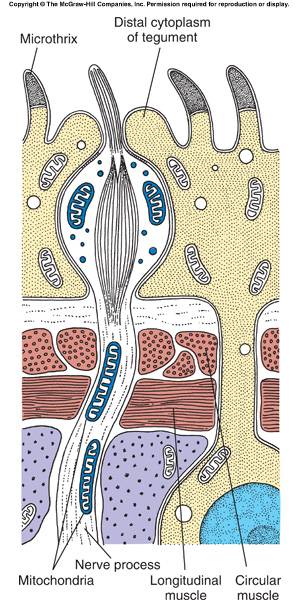 Copyright © The McGraw-Hill Companies, Inc. Permission required for reproduction or display.
Distal cytoplasm
of tegument
Microthrix
Nerve process
Mitochondria
Longitudinal
muscle
Circular
muscle